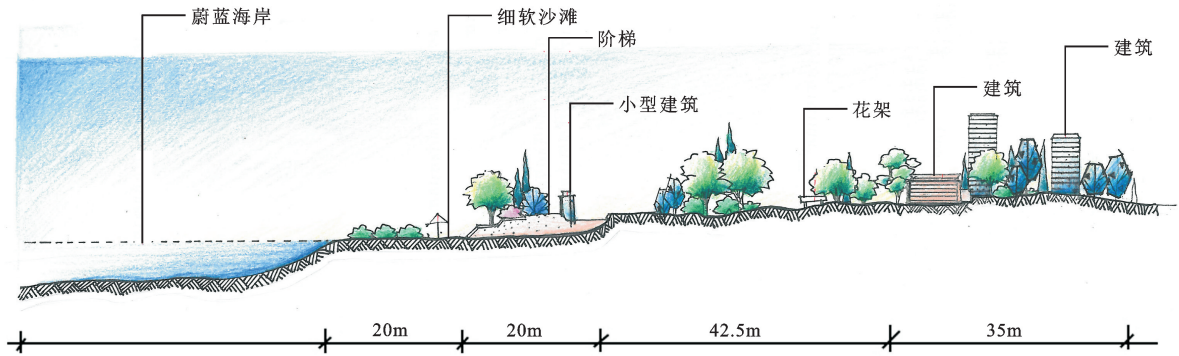 蔚蓝海岸
细软沙滩
阶梯
建筑
小型建筑
花架
建筑
20m
20m
42.5m
35m